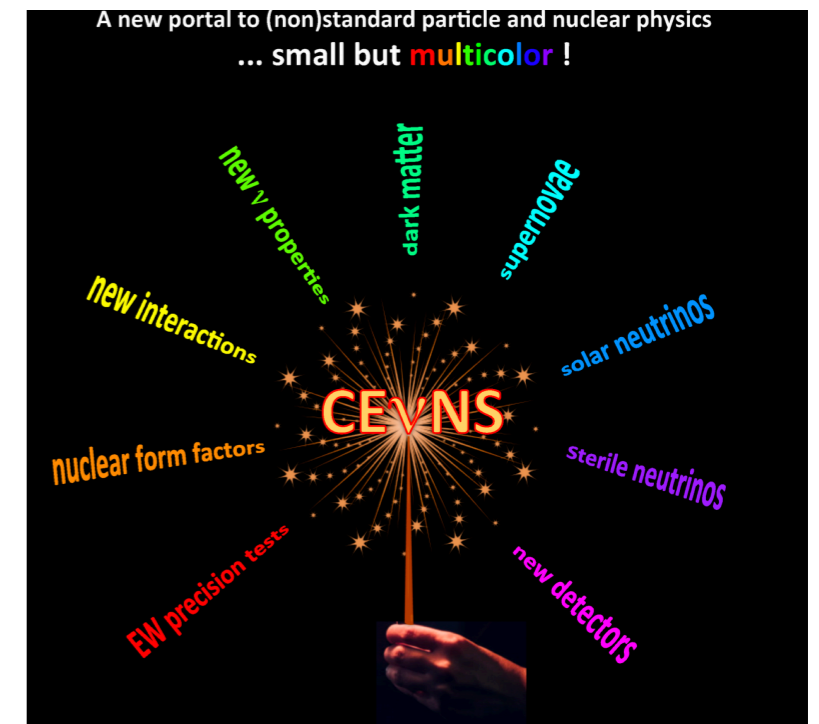 A new portal to (non)standard particle and nuclear physics
... small but multicolor !
dark matter
new ν properties
supernovae
new interactions
solar neutrinos
CEνNS
nuclear form factors
sterile neutrinos
EW precision tests
new detectors